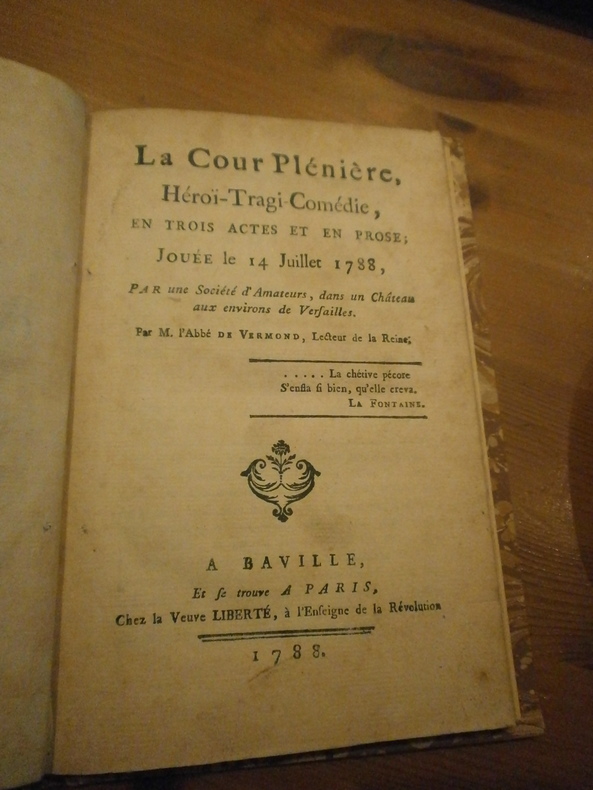 La Cour Plénière,
Héroï-Tragi-Comédie,
EN TROIS ACTES ET EN PROSE;
JOUÉE le 14 Juillet 1788,
PAR une Société d'Amateurs, dans un Château
aux environs de Verſailles.
Par M. l'Abbé DE VERMOND, Lecteur de la Reine;
..... La chétive pécore
S'enfla ſi bien, qu'elle creva.
LA FONTAINE.
A BAVILLE,
Et ſe trouve A PARIS,
Chez la Veuve LIBERTÉ, à l'Enſeigne de la Révolution
1788.